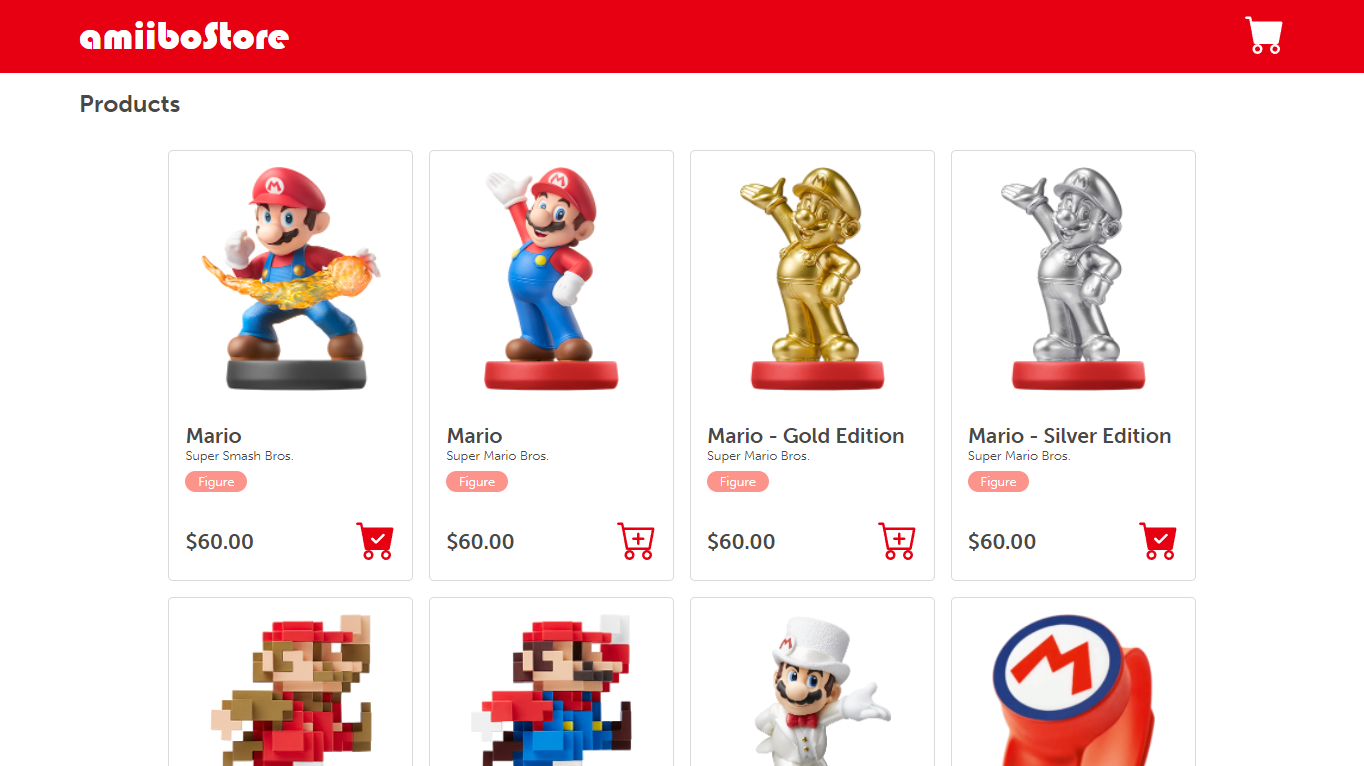 amiiboStore
Products
Mario
Super Smash Bros.
Figure
$60.00
Mario
Super Mario Bros.
Figure
$60.00
Mario - Gold Edition
Super Mario Bros.
Figure
$60.00
Mario - Silver Edition
Super Mario Bros.
Figure
$60.00